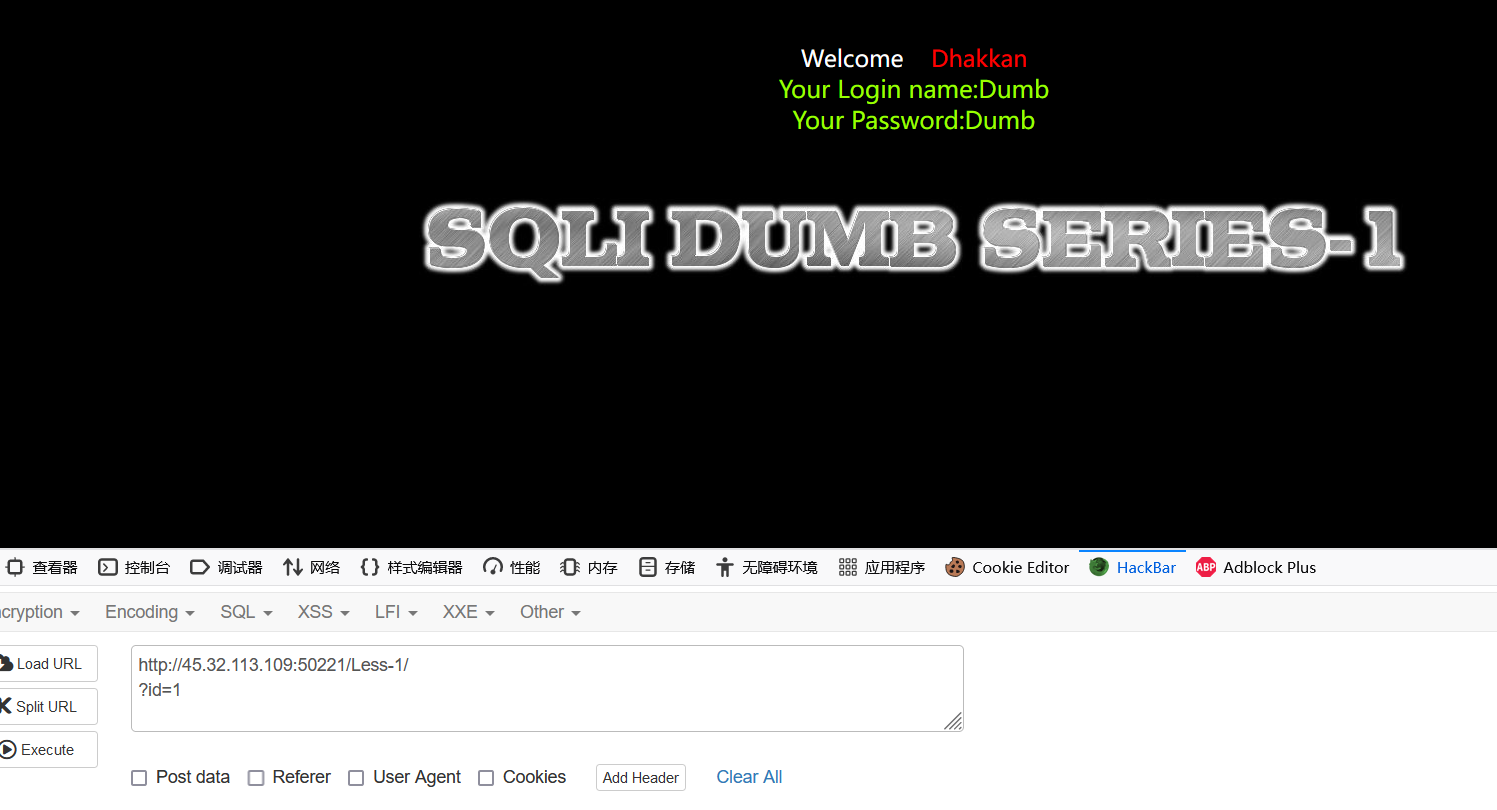 Welcome Dhakkan
Your Login name:Dumb
Your Password:Dumb
SQLI DUMB SERIES-1
查看器 控制台 调试器 网络 样式编辑器 性能 内存 存储 无障碍环境 应用程序 Cookie Editor HackBar ABP Adblock Plus
cryption Encoding SQL XSS LFI XXE Other
Load URL
http://45.32.113.109:50221/Less-1/
?id=1
Split URL
Execute
Post data Referer User Agent Cookies Add Header Clear All